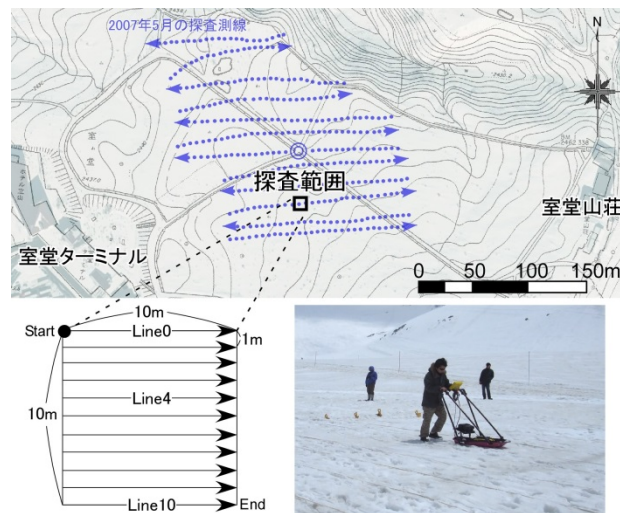 2007年5月の探査測線
N
室堂
探査範囲
室堂ターミナル
室堂山荘
0 50 100 150m
10m
Start
Line0
1m
10m
Line4
Line10
End